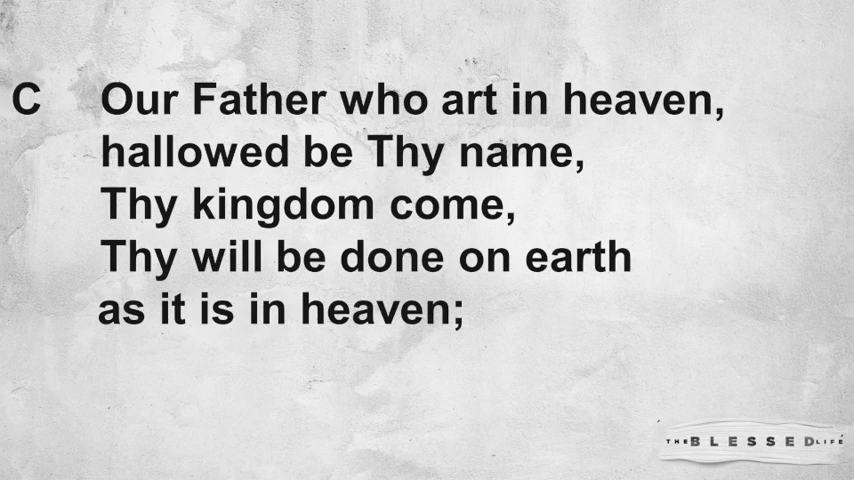 C Our Father who art in heaven,
hallowed be Thy name,
Thy kingdom come,
Thy will be done on earth
as it is in heaven;
THE BLESSED LIFE